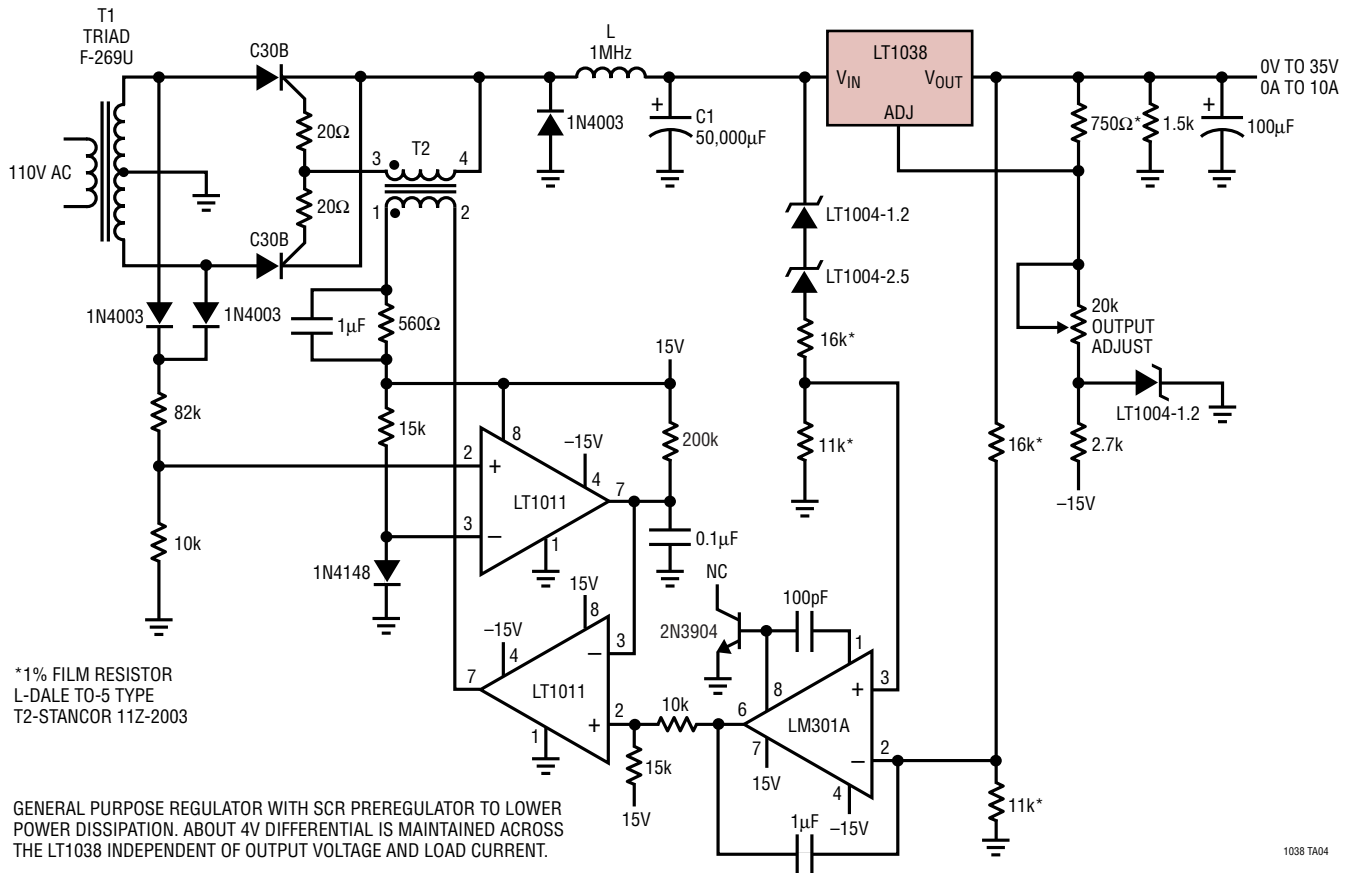 T1
TRIAD
F-269U
C30B
L
1MHz
LT1038
VIN
VOUT
ADJ
0V TO 35V
0A TO 10A
110V AC
20Ω
20Ω
C30B
3
T2
4
1
2
1N4003
+
C1
50,000µF
750Ω*
1.5k
+
100µF
LT1004-1.2
LT1004-2.5
1N4003
1N4003
1µF
560Ω
16k*
20k
OUTPUT
ADJUST
15V
LT1004-1.2
82k
15k
200k
11k*
16k*
2.7k
–15V
8
–15V
4
2
+
LT1011
7
3
–
1
10k
0.1µF
1N4148
15V
8
NC
100pF
–15V
4
3
–
2N3904
1
8
3
+
7
LT1011
2
+
10k
6
LM301A
1
7
2
–
15k
15V
4
11k*
15V
1µF
–15V
*1% FILM RESISTOR
L-DALE TO-5 TYPE
T2-STANCOR 11Z-2003
GENERAL PURPOSE REGULATOR WITH SCR PREREGULATOR TO LOWER
POWER DISSIPATION. ABOUT 4V DIFFERENTIAL IS MAINTAINED ACROSS
THE LT1038 INDEPENDENT OF OUTPUT VOLTAGE AND LOAD CURRENT.
1038 TA04